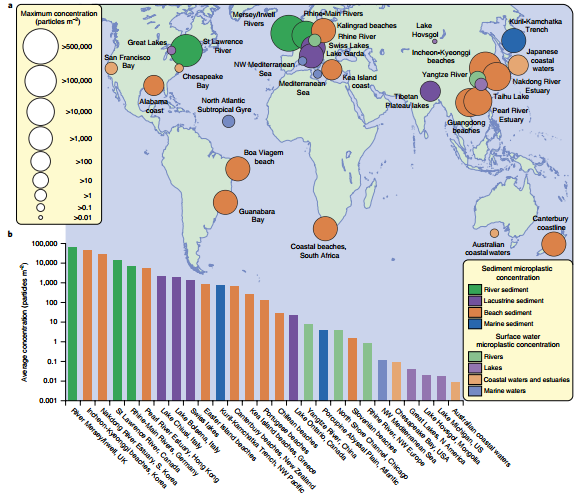 a
Maximum concentration
(particles m⁻²)
>500,000
>100,000
>10,000
>1,000
>100
>10
>1
>0.1
>0.01
Great Lakes
St Lawrence
River
San Francisco
Bay
Chesapeake
Bay
Alabama
coast
North Atlantic
Subtropical Gyre
Boa Viagem
beach
Guanabara
Bay
Mersey/Irwell
Rivers
Rhine-Main Rivers
Kalingrad beaches
Rhine River
Swiss Lakes
Lake Garda
NW Mediterranean
Sea
Mediterranean
Sea
Kea Island
coast
Coastal beaches,
South Africa
Lake
Hovsgol
Kurii-Kamchatka
Trench
Incheon-Kyeonggi
beaches
Japanese
coastal
waters
Yangtze River
Nakdong River
Estuary
Tibetan
Plateau lakes
Taihu Lake
Pearl River
Estuary
Guangdong
beaches
Canterbury
coastline
Australian
coastal waters
b
Average concentration (particles m⁻²)
100,000
10,000
1,000
100
10
1
0.1
0.01
0.001
Sediment microplastic
concentration
River sediment
Lacustrine sediment
Beach sediment
Marine sediment
Surface water
microplastic concentration
Rivers
Lakes
Coastal waters and estuaries
Marine waters
River Mersey/Irwell, UK
Incheon-Kyeonggi beaches, Korea
Nakdong River Estuary, S. Korea
St Lawrence River, Canada
Rhine-Main Rivers, Germany
Pearl River Estuary, Hong Kong
Lake Chiusi, Italy
Lake Bolsena, Italy
Swiss lakes
Easter Island beaches
Kurii-Kamchatka Trench, NW Pacific
Canterbury beaches, New Zealand
Kea Island beaches, Greece
Portuguese beaches
Chilean beaches
Lake Ontario, Canada
Yangtze River, China
Porcupine Abyssal Plain, Atlantic
North Shore Channel, Chicago
Slovenian beaches
Rhine River, NW Europe
NW Mediterranean Sea
Chesapeake Bay, USA
Great Lakes, N America
Lake Hovsgol, Mongolia
Lake Michigan, US
Australian coastal waters